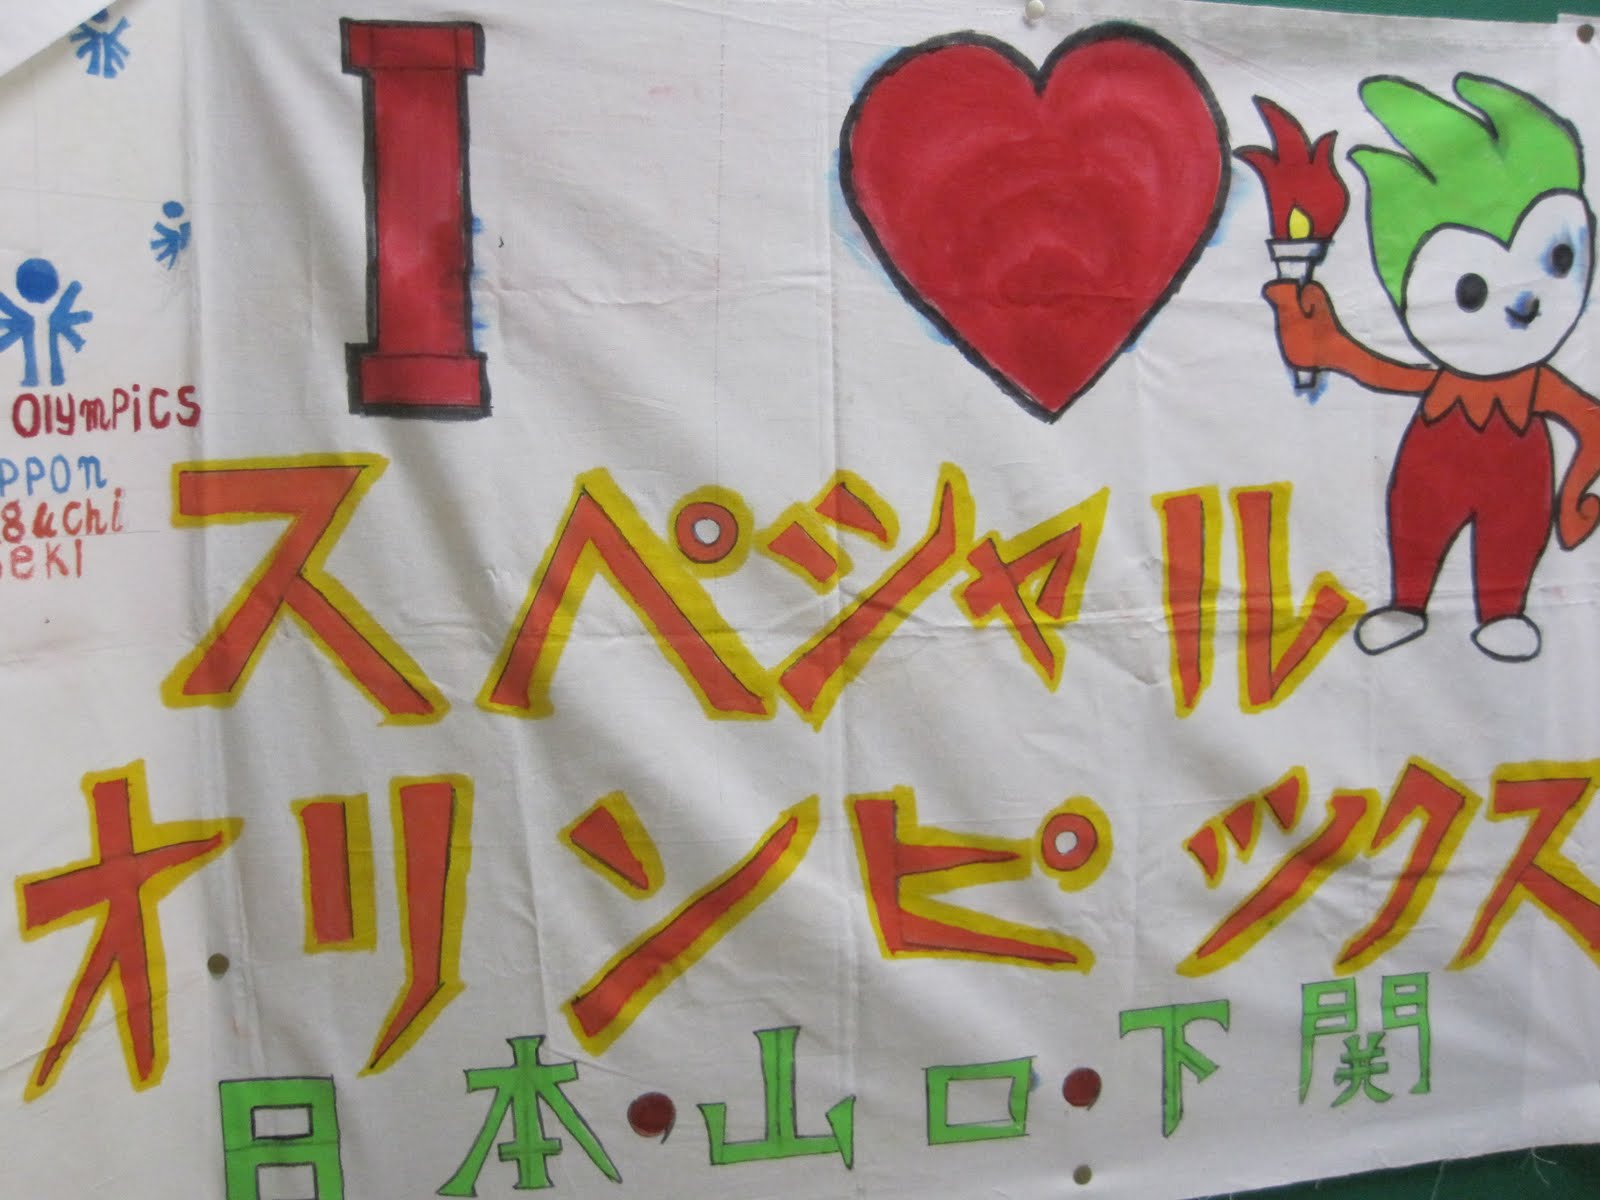 I ♥
スペシャル
オリンピックス
日本・山口・下関
Olympics